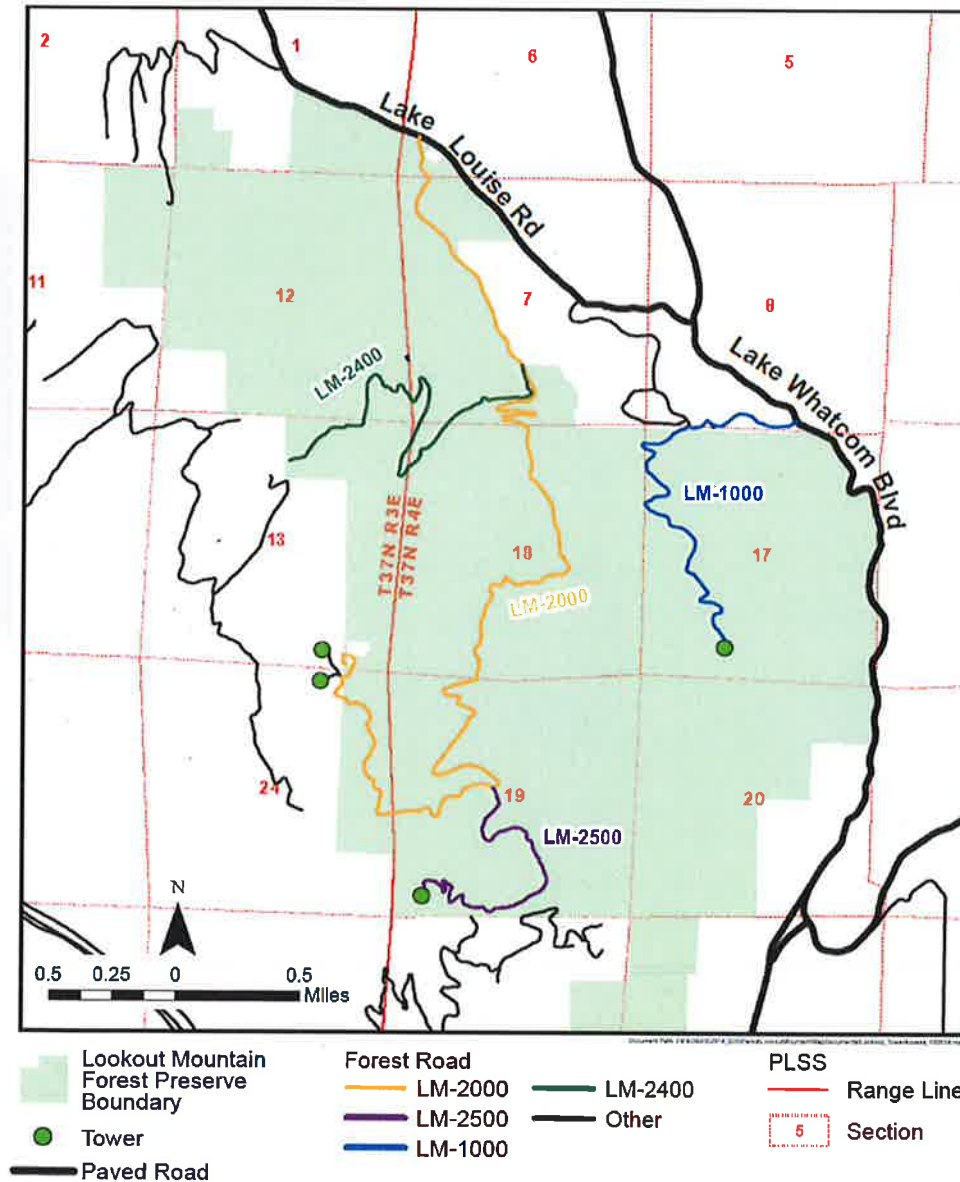 2
1
6
5
Lake Louise Rd
11
12
7
8
LM-2400
Lake Whatcom Blvd
LM-1000
T37N R3E
T37N R4E
13
18
17
LM-2000
24
19
20
LM-2500
N
0.5 0.25 0 0.5
Miles
Lookout Mountain
Forest Preserve
Boundary
Tower
Paved Road
Forest Road
LM-2000
LM-2500
LM-1000
LM-2400
Other
PLSS
Range Line
5 Section